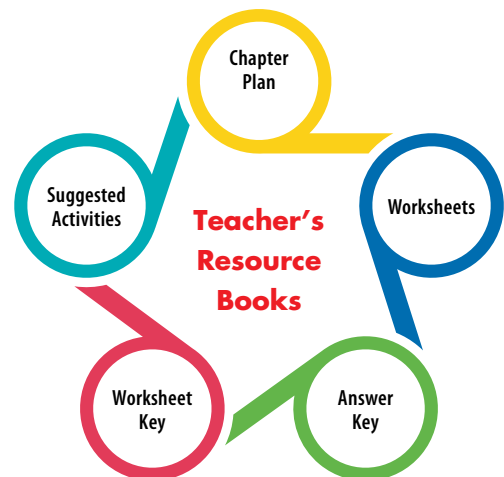 Chapter
Plan
Suggested
Activities
Worksheets
Teacher's
Resource
Books
Worksheet
Key
Answer
Key